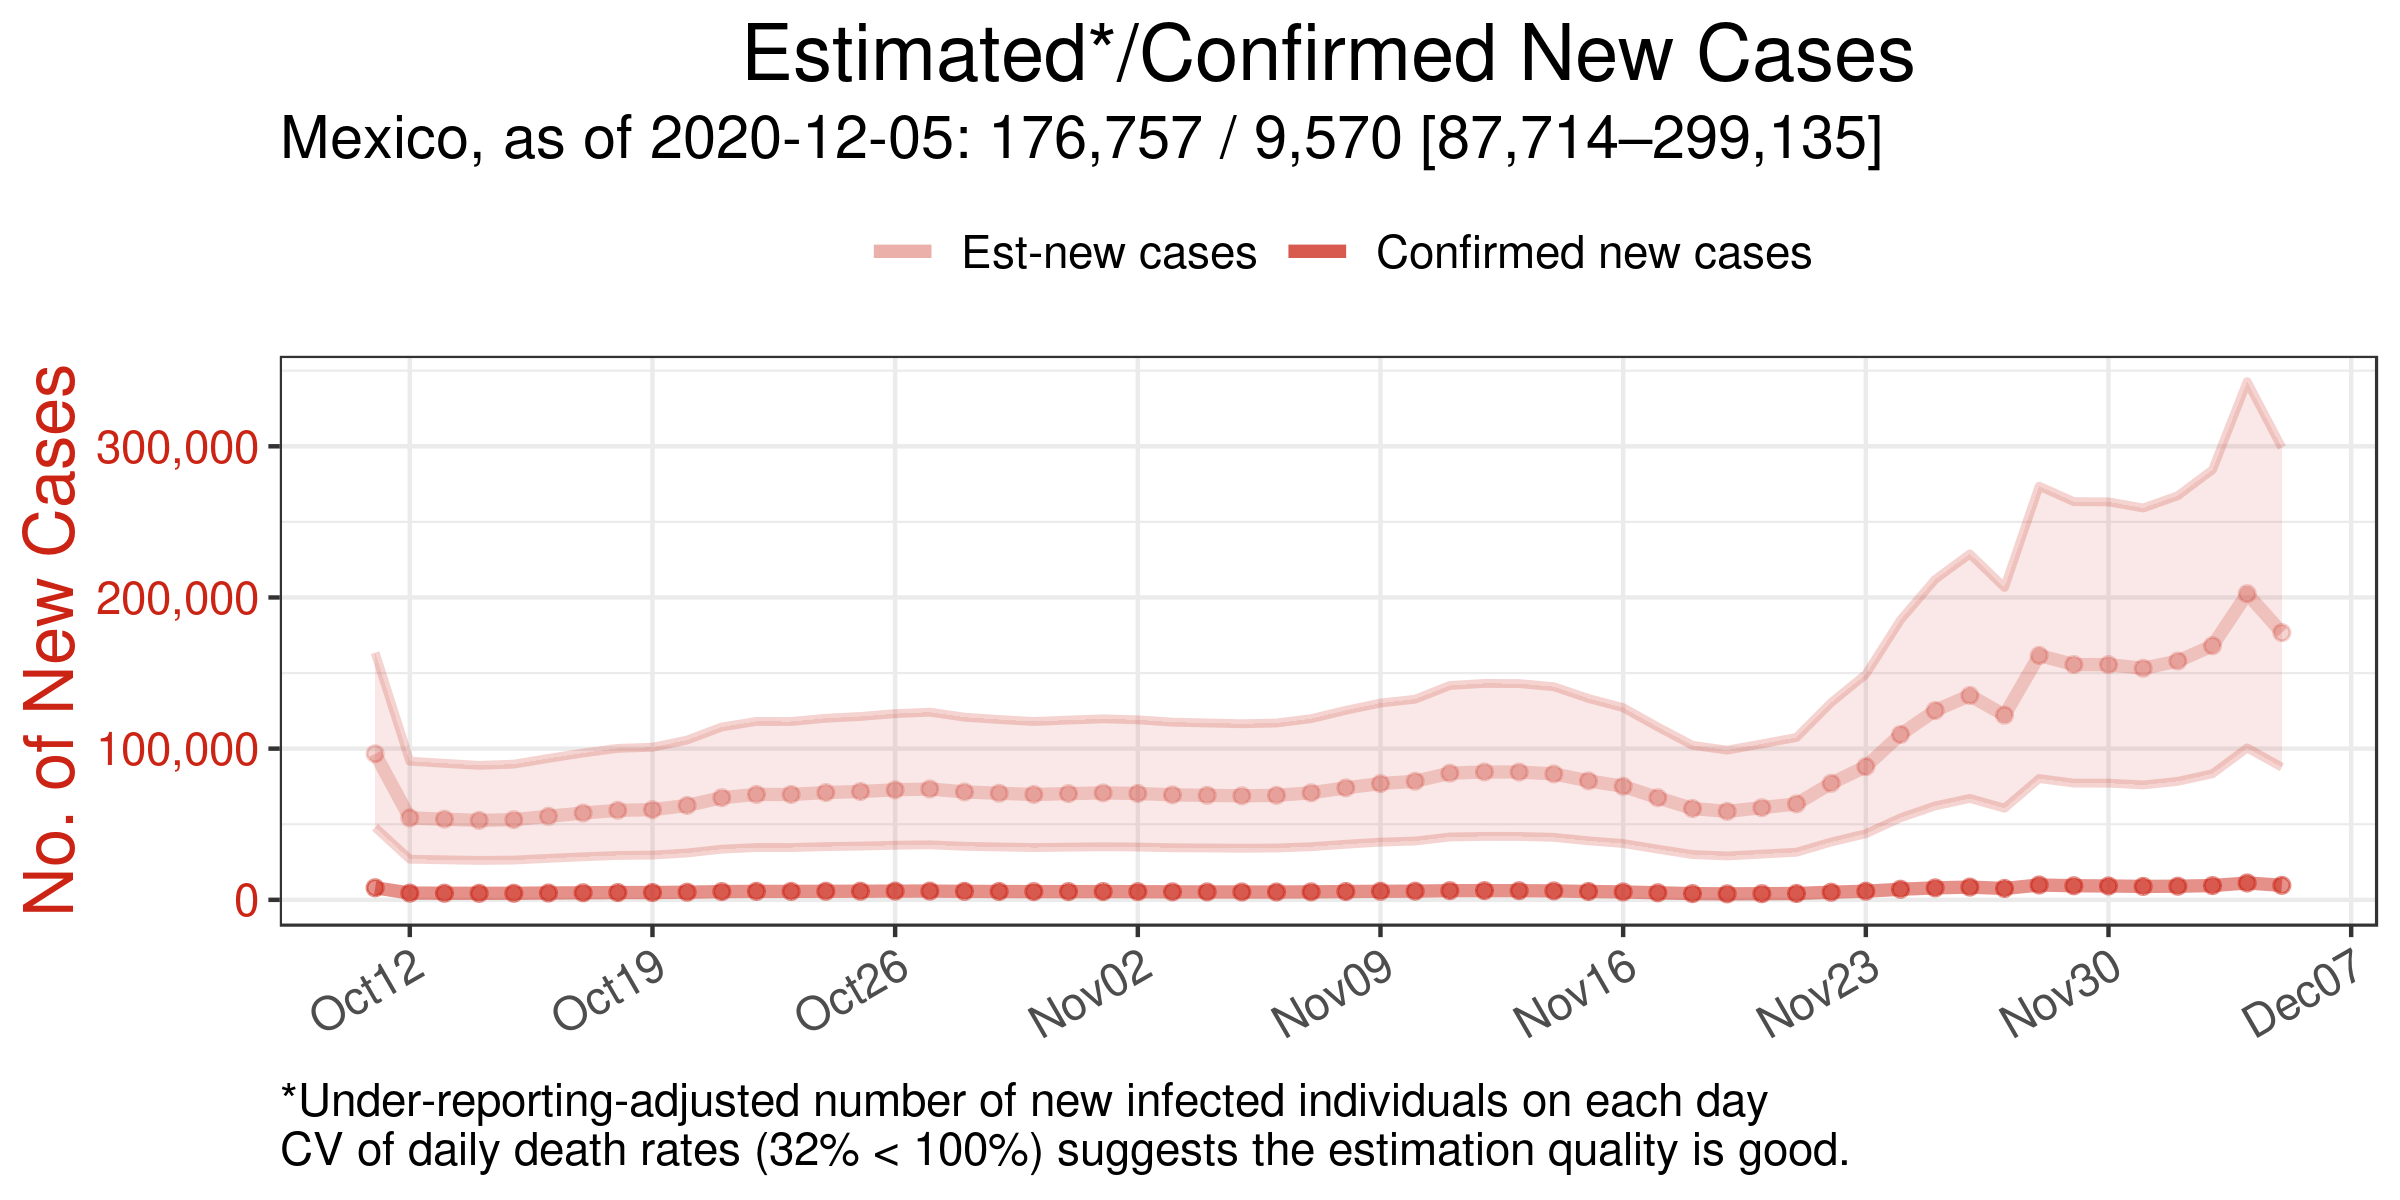 Estimated*/Confirmed New Cases
Mexico, as of 2020-12-05: 176,757 / 9,570 [87,714–299,135]
Est-new cases Confirmed new cases
No. of New Cases
300,000
200,000
100,000
0
Oct12 Oct19 Oct26 Nov02 Nov09 Nov16 Nov23 Nov30 Dec07
*Under-reporting-adjusted number of new infected individuals on each day
CV of daily death rates (32% < 100%) suggests the estimation quality is good.